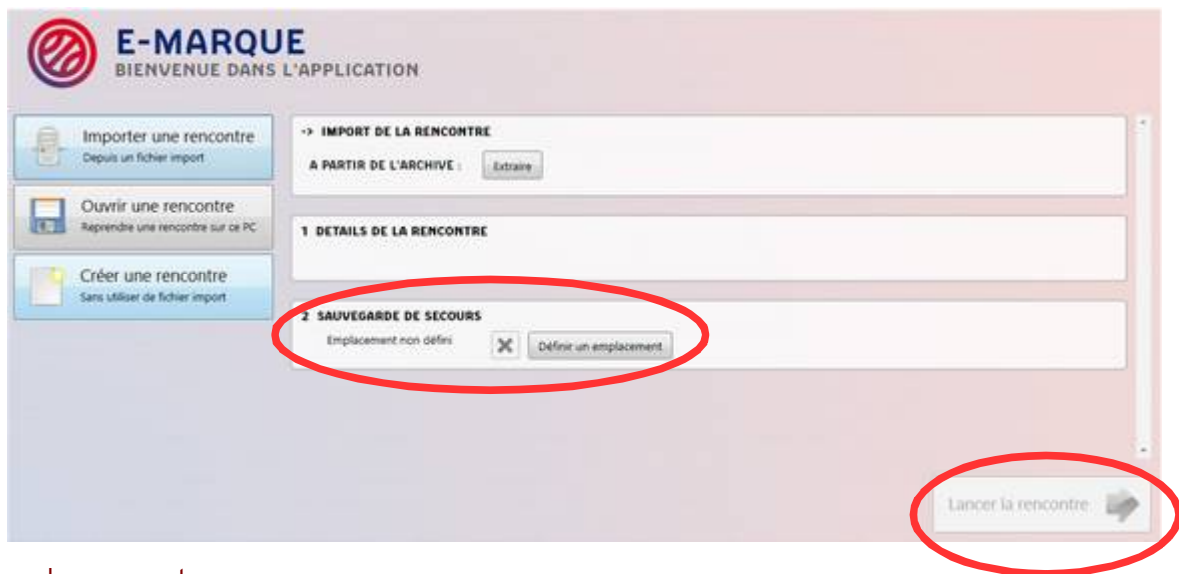 E-MARQUE
BIENVENUE DANS L'APPLICATION
Importer une rencontre
Depuis un fichier import
Ouvrir une rencontre
Reprendre une rencontre sur ce PC
Créer une rencontre
Sans utiliser de fichier import
-> IMPORT DE LA RENCONTRE
A PARTIR DE L'ARCHIVE : Extraire
1 DETAILS DE LA RENCONTRE
2 SAUVEGARDE DE SECOURS
Emplacement non défini Définir un emplacement
Lancer la rencontre